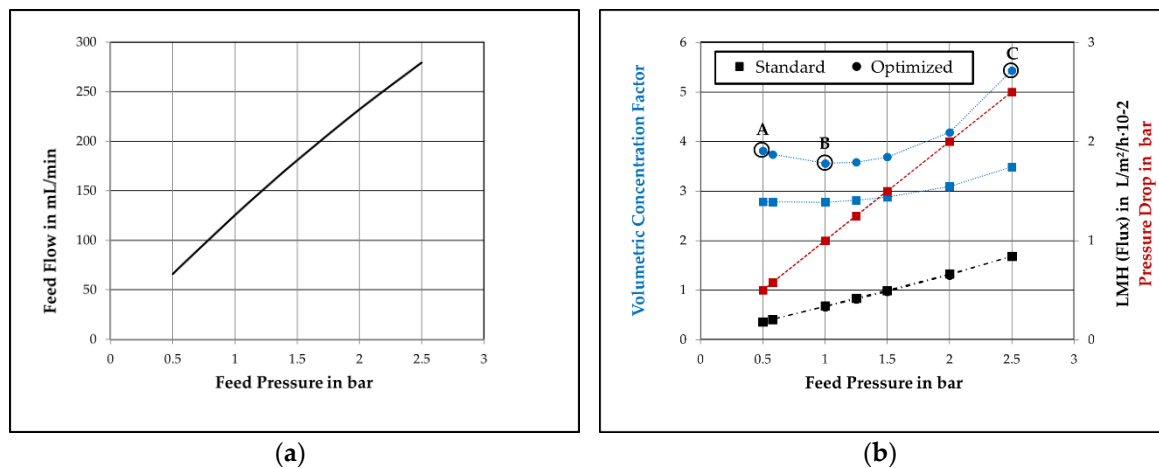 300
250
200
150
100
50
0
Feed Flow in mL/min
0 0.5 1 1.5 2 2.5 3
Feed Pressure in bar
(a)
6
5
4
3
2
1
0
Volumetric Concentration Factor
Standard Optimized
A
B
C
3
2
1
0
LMH (Flux) in L/m²/h·10-2
Pressure Drop in bar
0 0.5 1 1.5 2 2.5 3
Feed Pressure in bar
(b)